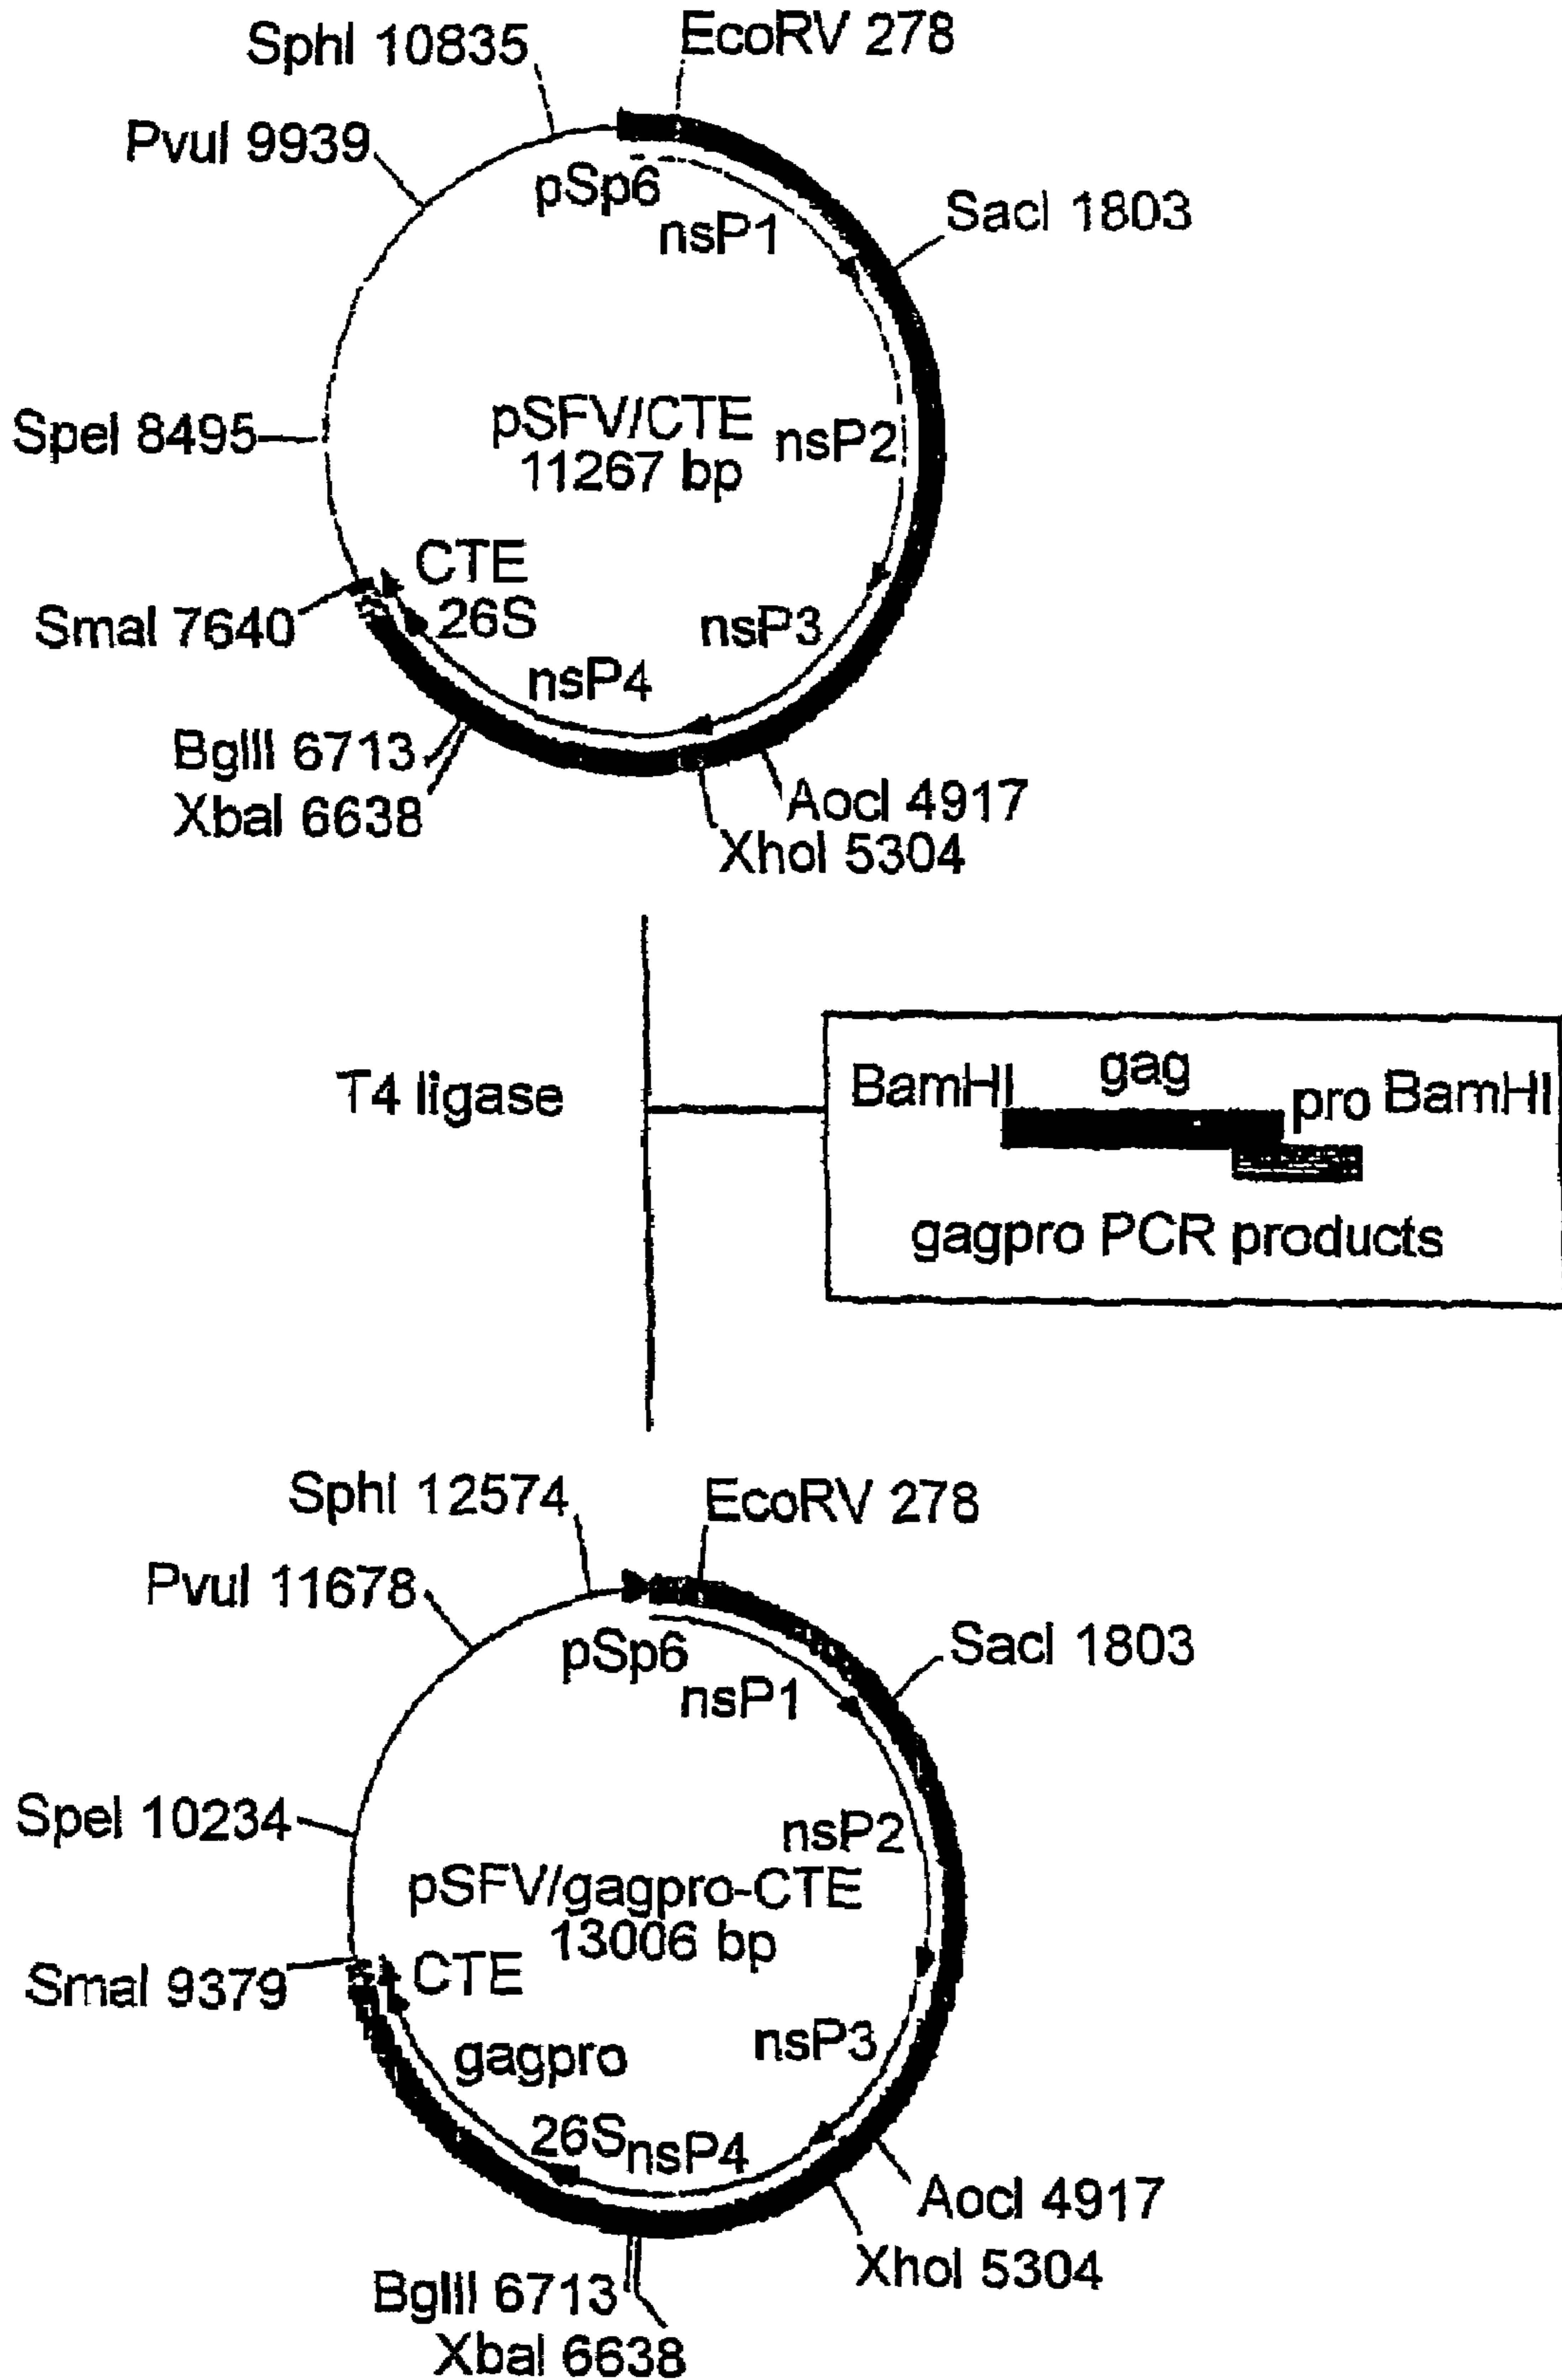 SphI 10835
EcoRV 278
PvuI 9939
pSp6
nsP1
SacI 1803
SpeI 8495
pSFV/CTE
11267 bp
nsP2
CTE
26S
SmaI 7640
nsP3
nsP4
BglII 6713
XbaI 6638
AocI 4917
XhoI 5304
T4 ligase
BamHI
gag
pro
BamHI
gagpro PCR products
SphI 12574
EcoRV 278
PvuI 11678
pSp6
nsP1
SacI 1803
SpeI 10234
nsP2
pSFV/gagpro-CTE
13006 bp
SmaI 9379
CTE
nsP3
gagpro
26S
nsP4
AocI 4917
XhoI 5304
BglII 6713
XbaI 6638